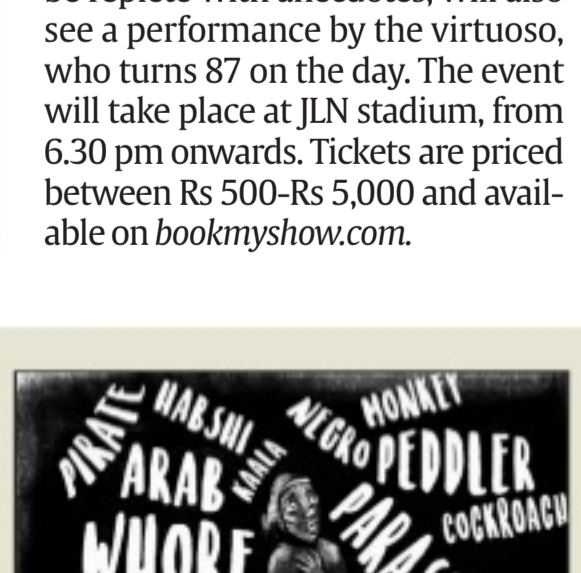 see a performance by the virtuoso,
who turns 87 on the day. The event
will take place at JLN stadium, from
6.30 pm onwards. Tickets are priced
between Rs 500-Rs 5,000 and avail-
able on bookmyshow.com.
PIRATE
HABSHI
KAALA
NEGRO
MONKEY
ARAB
PEDDLER
COCKROACH
WHORE